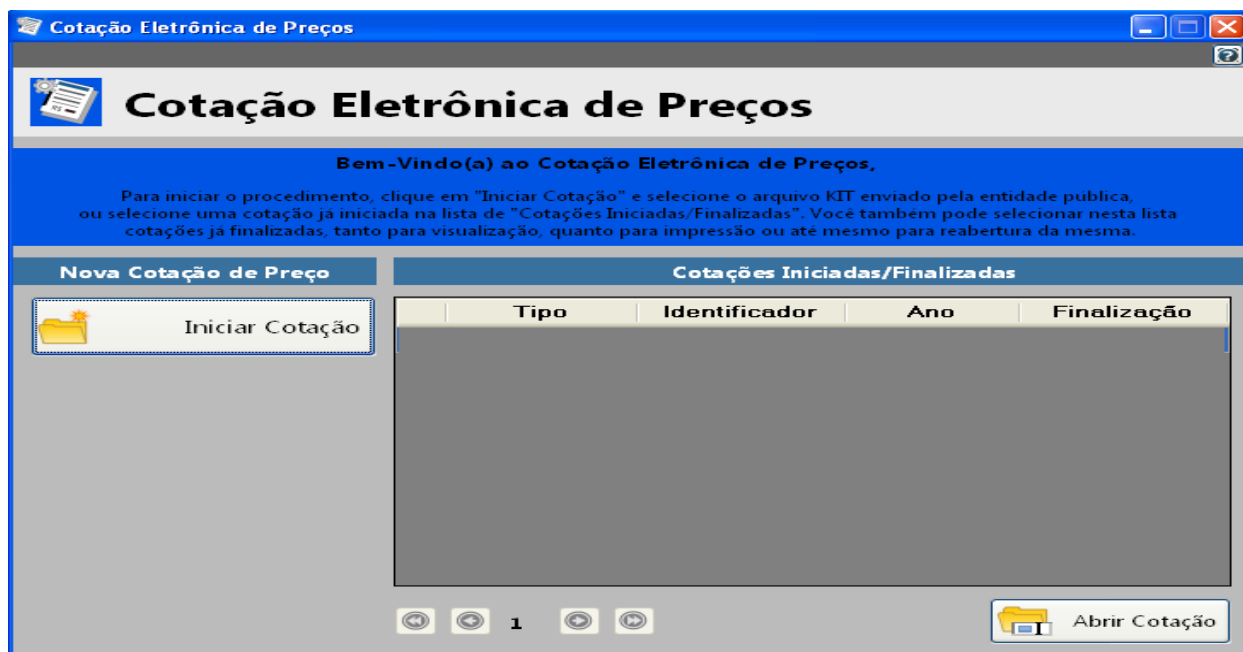 Cotação Eletrônica de Preços
Cotação Eletrônica de Preços
Bem-Vindo(a) ao Cotação Eletrônica de Preços,
Para iniciar o procedimento, clique em "Iniciar Cotação" e selecione o arquivo KIT enviado pela entidade pública,
ou selecione uma cotação já iniciada na lista de "Cotações Iniciadas/Finalizadas". Você também pode selecionar nesta lista
cotações já finalizadas, tanto para visualização, quanto para impressão ou até mesmo para reabertura da mesma.
Nova Cotação de Preço
Cotações Iniciadas/Finalizadas
Iniciar Cotação
Tipo Identificador Ano Finalização
1
Abrir Cotação